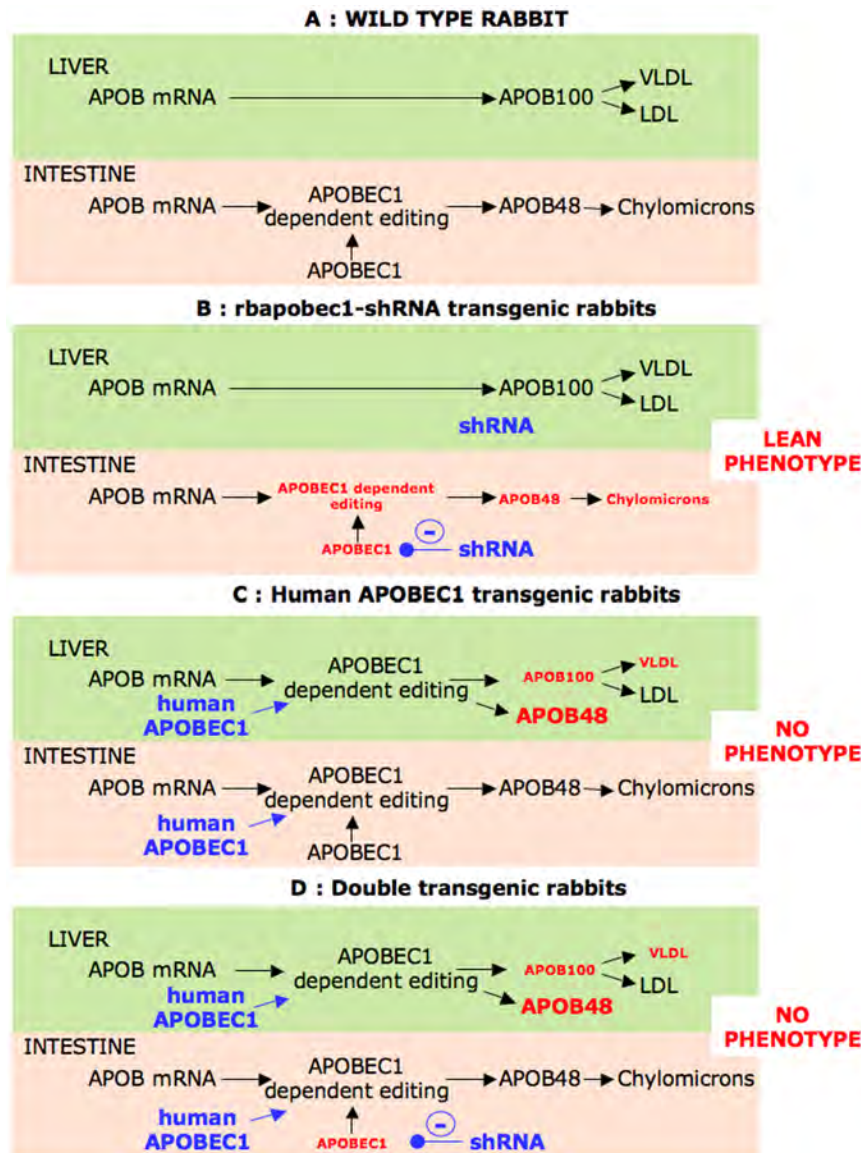 A : WILD TYPE RABBIT
LIVER
APOB mRNA
APOB100
VLDL
LDL
INTESTINE
APOB mRNA
APOBEC1
dependent editing
APOB48
Chylomicrons
APOBEC1
B : rbapobec1-shRNA transgenic rabbits
LIVER
APOB mRNA
APOB100
VLDL
LDL
shRNA
LEAN
PHENOTYPE
INTESTINE
APOB mRNA
APOBEC1 dependent
editing
APOB48
Chylomicrons
APOBEC1
-
shRNA
C : Human APOBEC1 transgenic rabbits
LIVER
APOB mRNA
human
APOBEC1
APOBEC1
dependent editing
APOB100
VLDL
LDL
APOB48
NO
PHENOTYPE
INTESTINE
APOB mRNA
human
APOBEC1
APOBEC1
dependent editing
APOB48
Chylomicrons
APOBEC1
D : Double transgenic rabbits
LIVER
APOB mRNA
human
APOBEC1
APOBEC1
dependent editing
APOB100
VLDL
LDL
APOB48
NO
PHENOTYPE
INTESTINE
APOB mRNA
human
APOBEC1
APOBEC1
dependent editing
APOB48
Chylomicrons
APOBEC1
-
shRNA